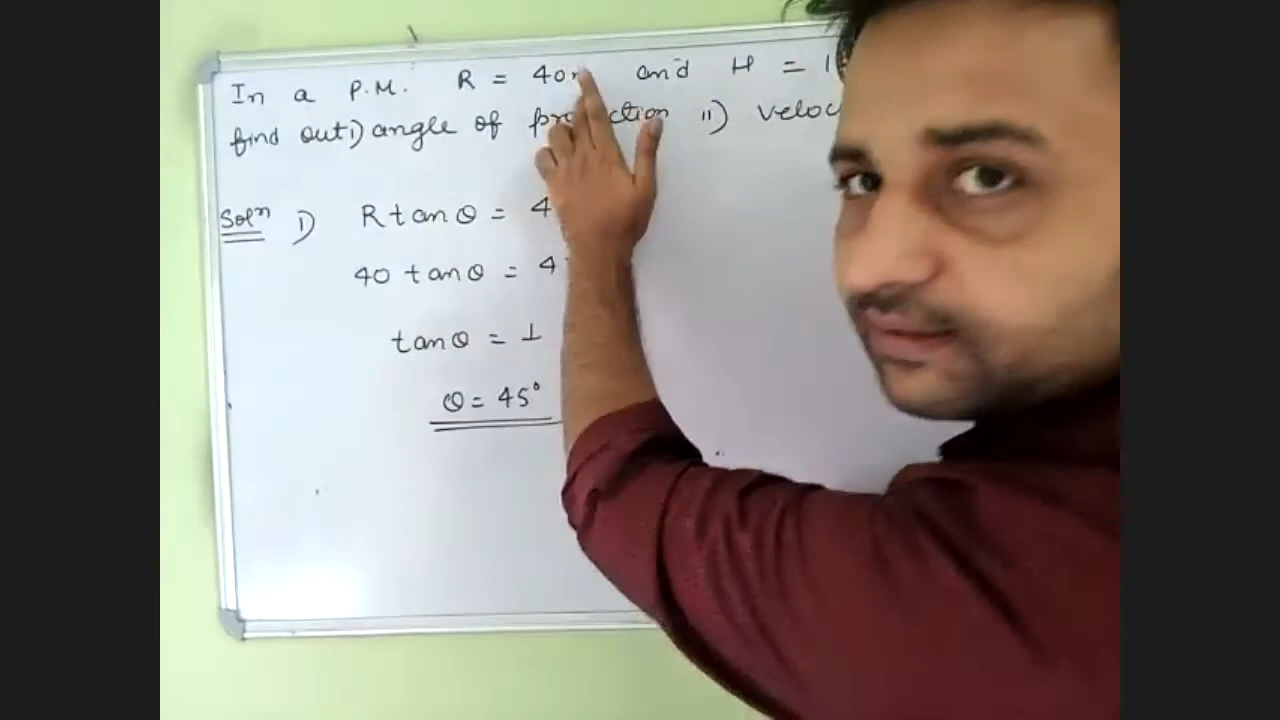 In a P.M. R = 40m and H = 1
find out i) angle of projection ii) veloc
Solⁿ i) R tan θ = 4
40 tan θ = 4
tan θ = 1
θ = 45°